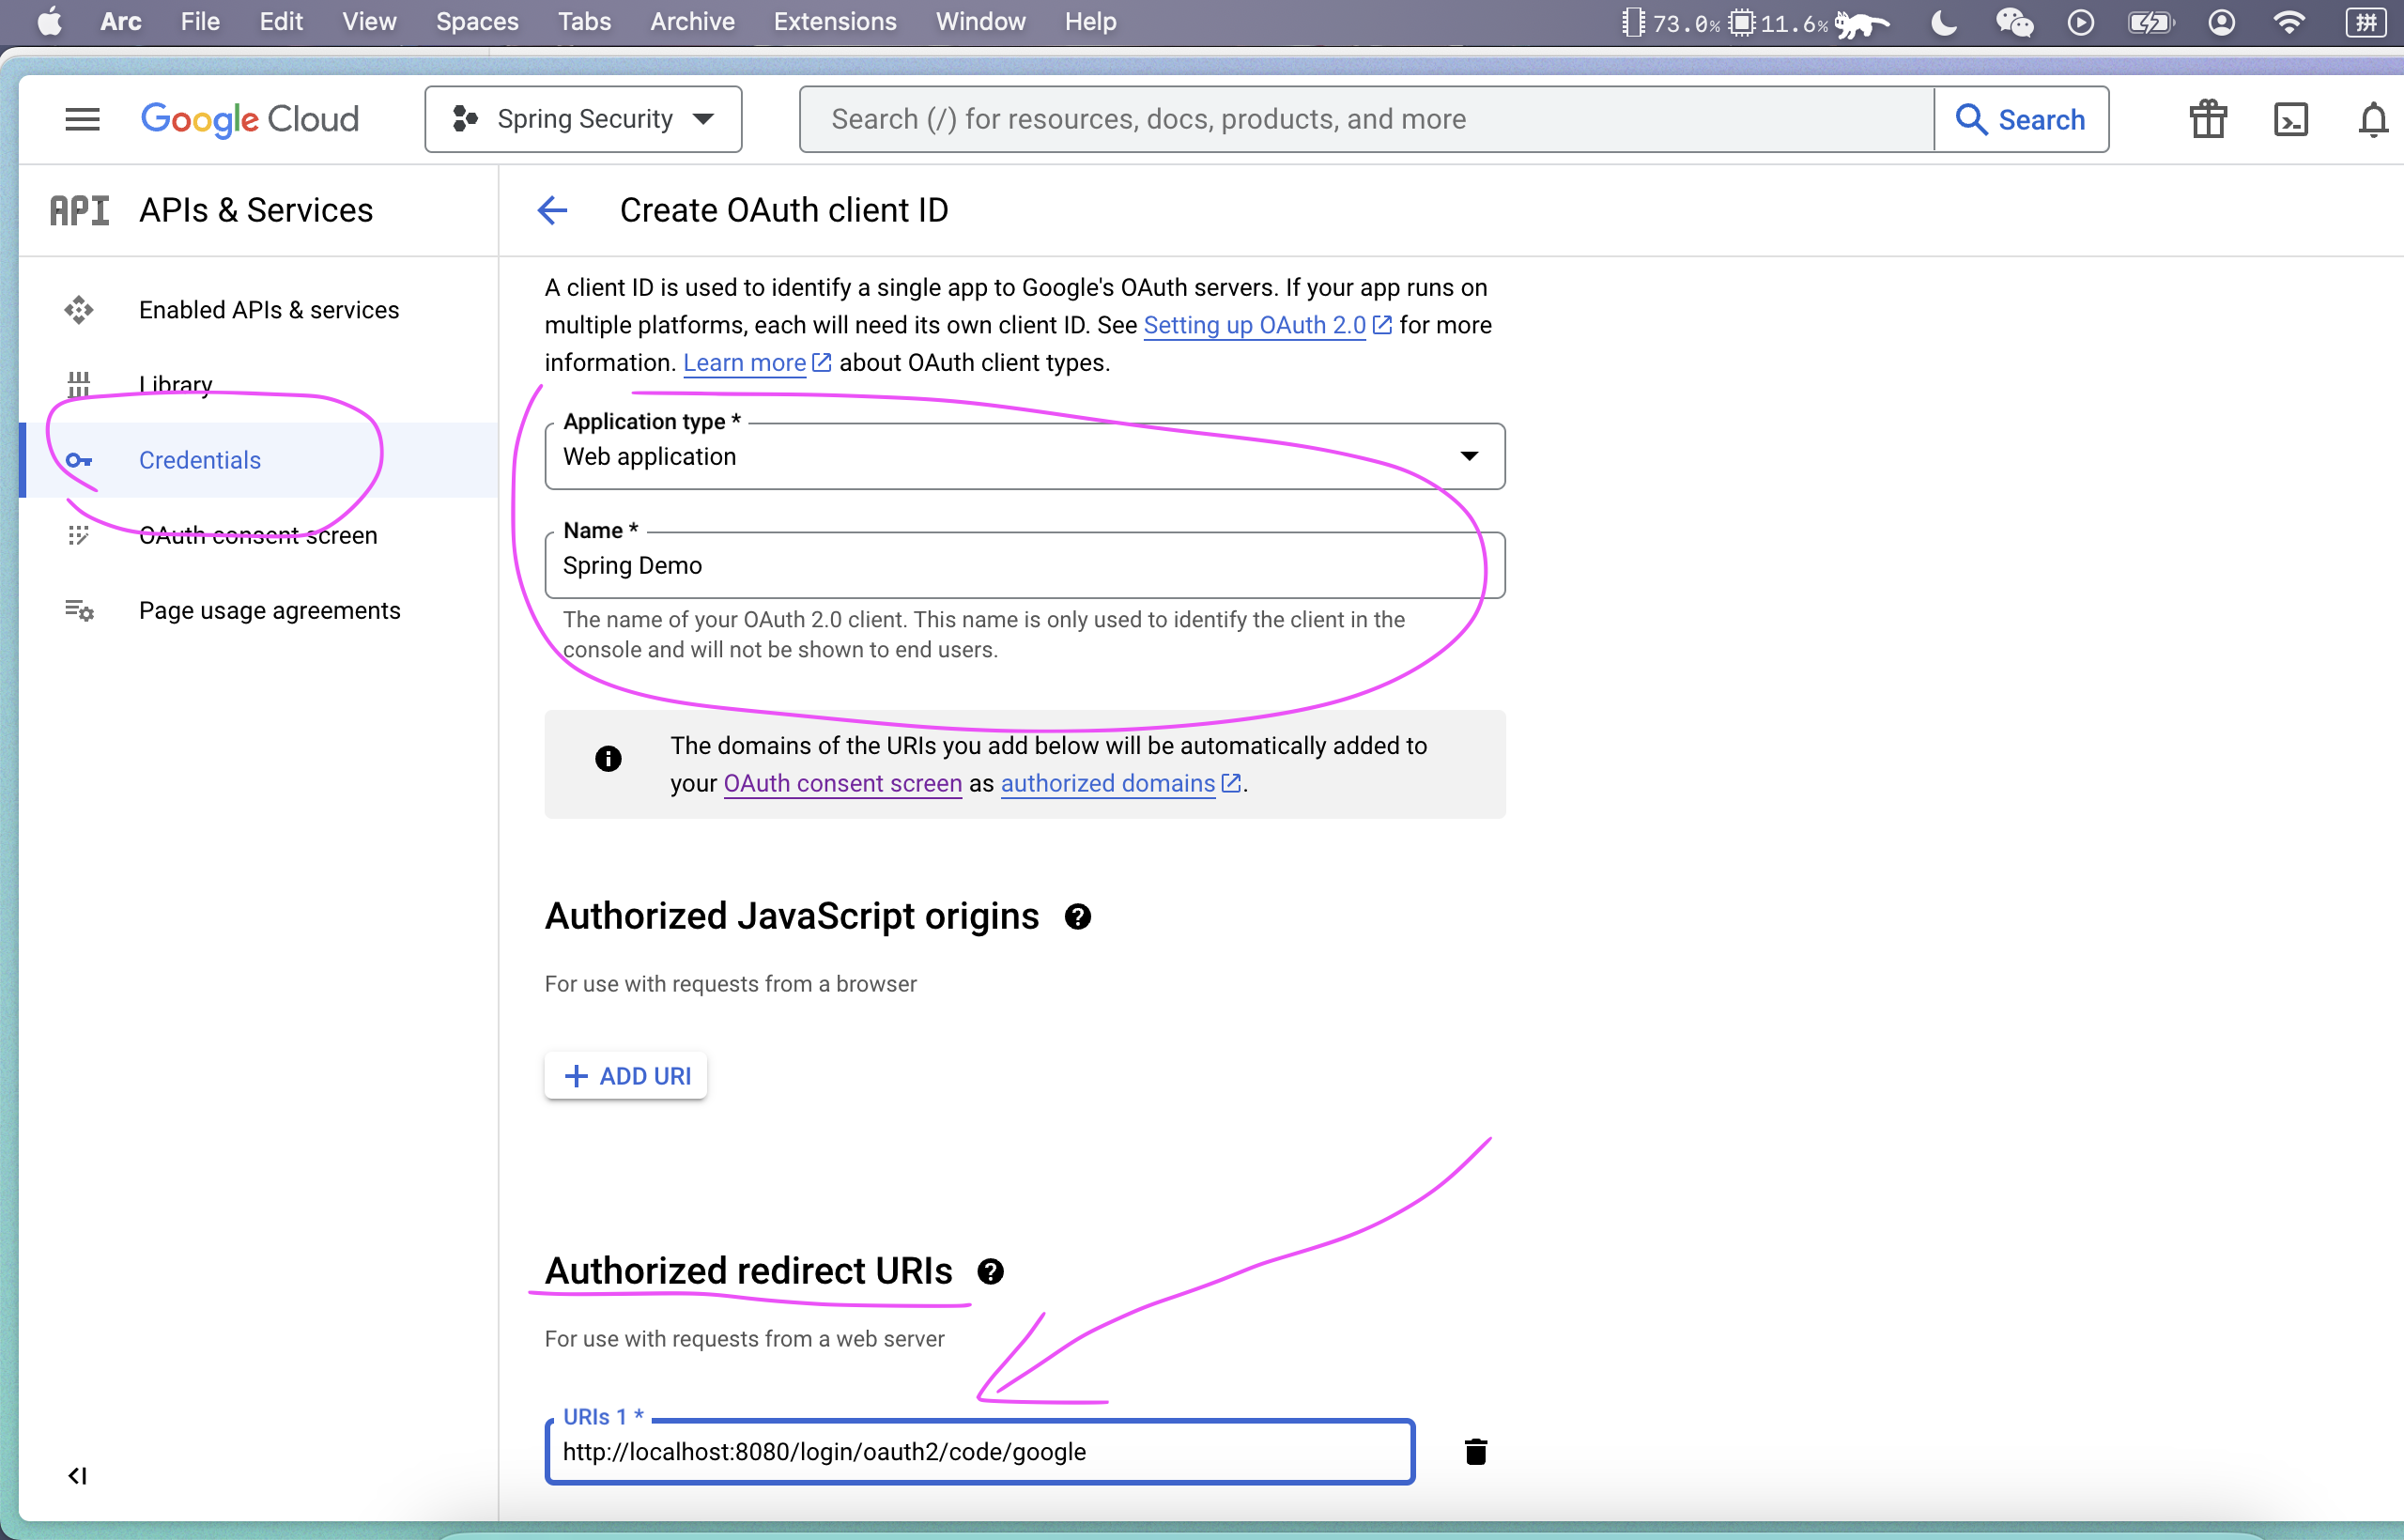 Arc File Edit View Spaces Tabs Archive Extensions Window Help 73.0% 11.6% 拼
Google Cloud Spring Security Search (/) for resources, docs, products, and more Search
API APIs & Services
Create OAuth client ID
Enabled APIs & services
Library
Credentials
OAuth consent screen
Page usage agreements
A client ID is used to identify a single app to Google's OAuth servers. If your app runs on
multiple platforms, each will need its own client ID. See Setting up OAuth 2.0 for more
information. Learn more about OAuth client types.
Application type *
Web application
Name *
Spring Demo
The name of your OAuth 2.0 client. This name is only used to identify the client in the
console and will not be shown to end users.
The domains of the URIs you add below will be automatically added to
your OAuth consent screen as authorized domains.
Authorized JavaScript origins
For use with requests from a browser
ADD URI
Authorized redirect URIs
For use with requests from a web server
URIs 1 *
http://localhost:8080/login/oauth2/code/google